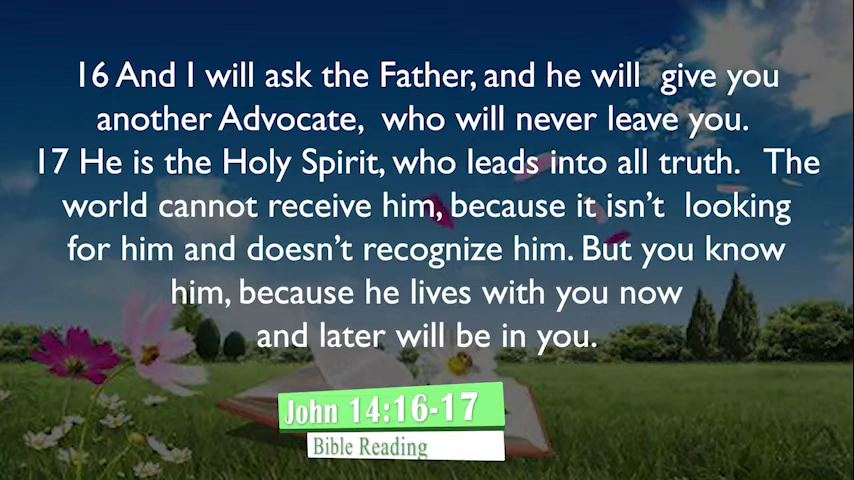 16 And I will ask the Father, and he will give you
another Advocate, who will never leave you.
17 He is the Holy Spirit, who leads into all truth. The
world cannot receive him, because it isn’t looking
for him and doesn’t recognize him. But you know
him, because he lives with you now
and later will be in you.
John 14:16-17
Bible Reading